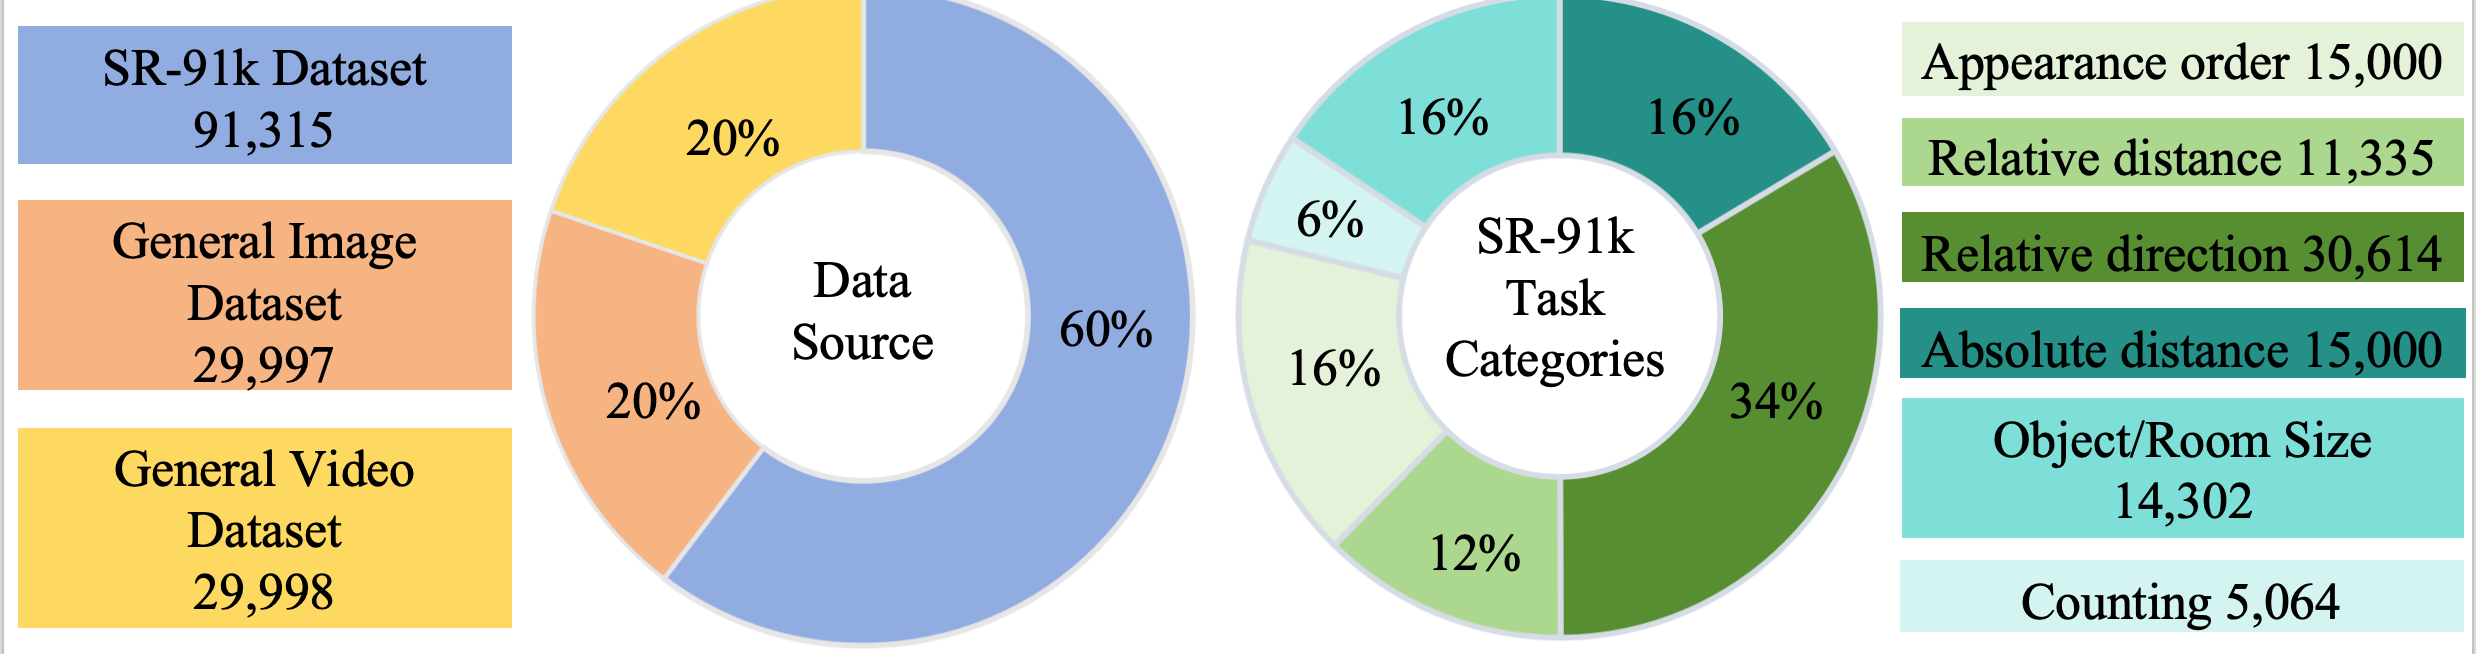 SR-91k Dataset
91,315
General Image
Dataset
29,997
General Video
Dataset
29,998
20%
20%
60%
Data
Source
16%
16%
6%
16%
34%
12%
SR-91k
Task
Categories
Appearance order 15,000
Relative distance 11,335
Relative direction 30,614
Absolute distance 15,000
Object/Room Size
14,302
Counting 5,064